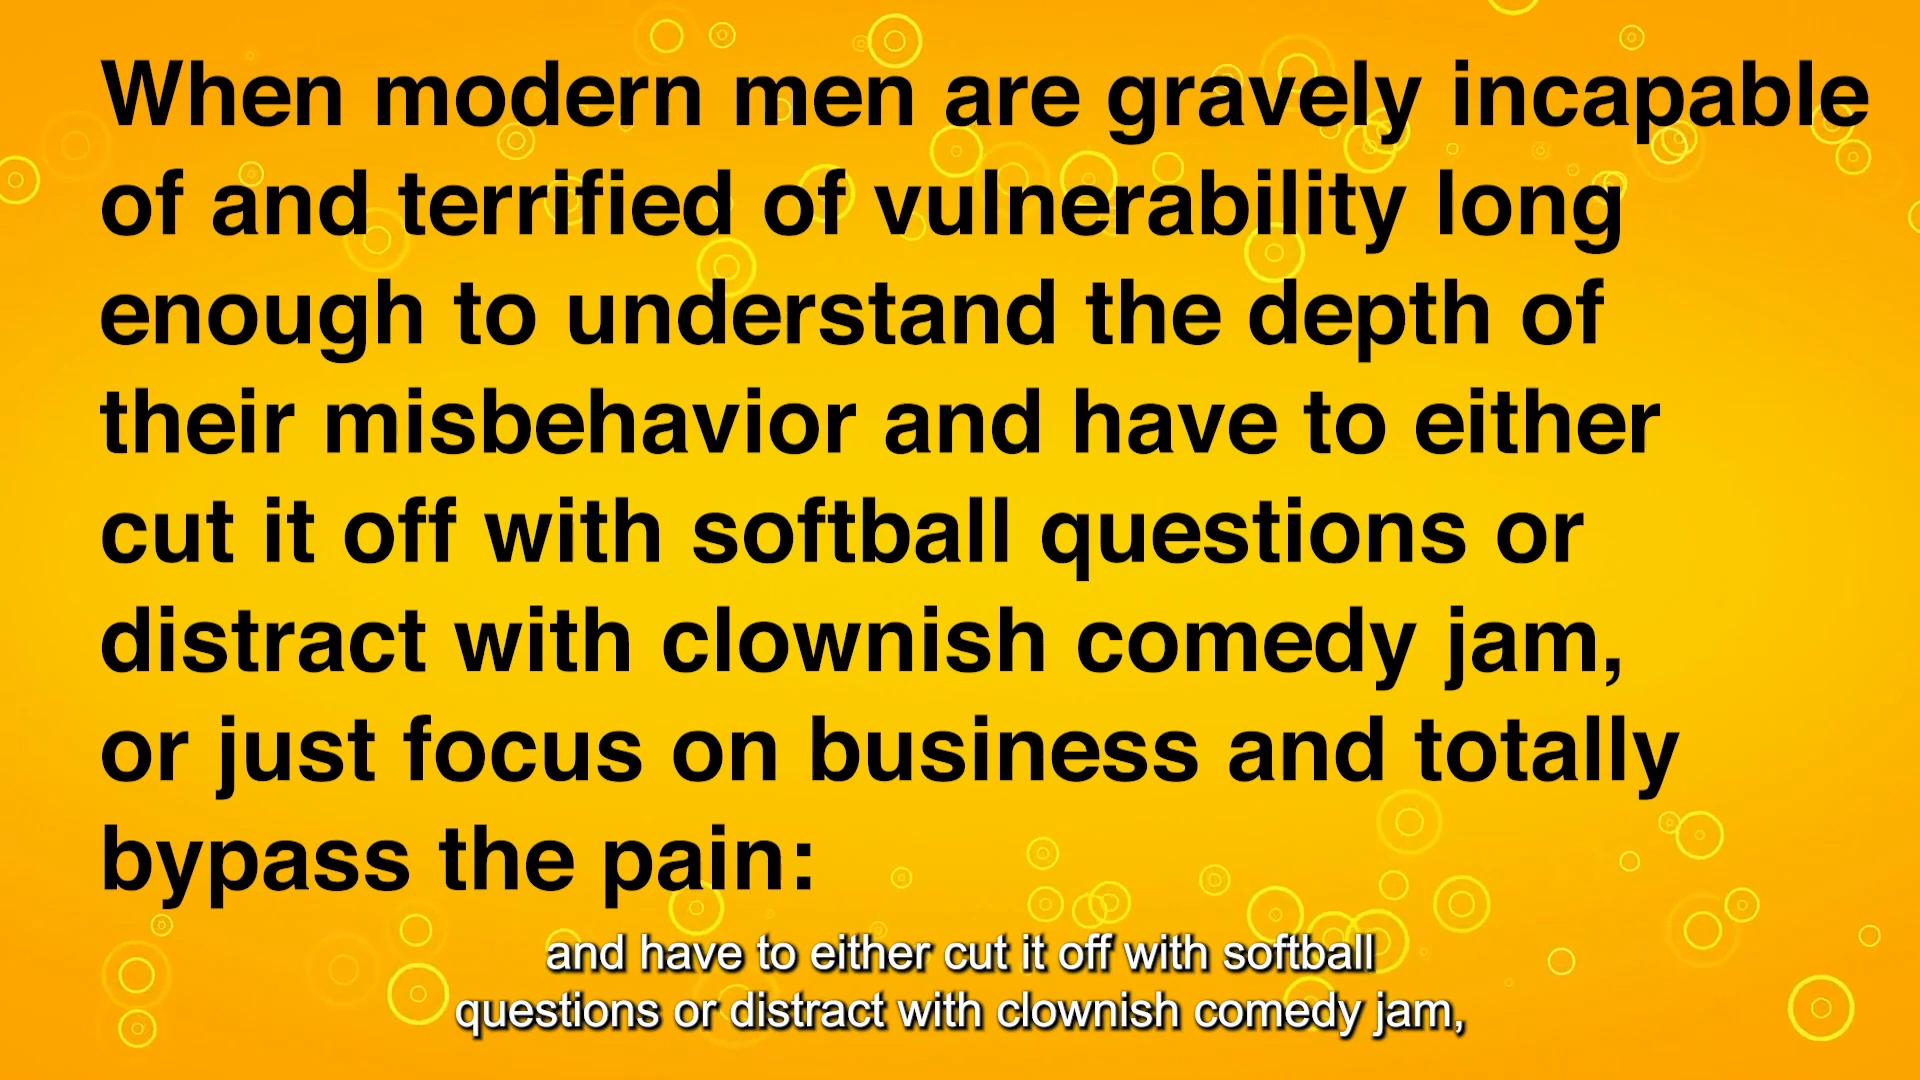 When modern men are gravely incapable
of and terrified of vulnerability long
enough to understand the depth of
their misbehavior and have to either
cut it off with softball questions or
distract with clownish comedy jam,
or just focus on business and totally
bypass the pain:
and have to either cut it off with softball
questions or distract with clownish comedy jam,